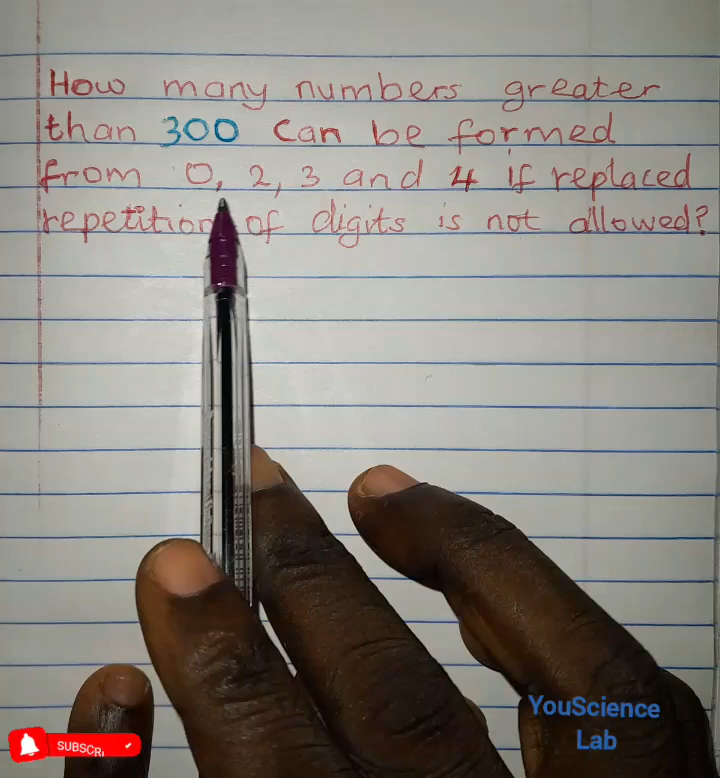 How many numbers greater
than 300 can be formed
from 0, 2, 3 and 4 if replaced
repetition of digits is not allowed?
YouScience
Lab
SUBSCRI